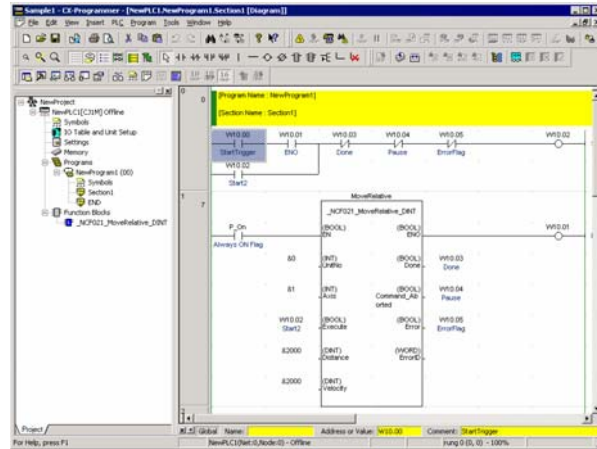 Sample1 - CX-Programmer - [NewPLC1.NewProgram1.Section1 [Diagram]]
File Edit View Insert PLC Program Tools Window Help
NewProject
NewPLC1[CJ1M] Offline
Symbols
IO Table and Unit Setup
Settings
Memory
Programs
NewProgram1 (00)
Symbols
Section1
END
Function Blocks
_NCF021_MoveRelative_DINT
Project
0
0
[Program Name : NewProgram1]
[Section Name : Section1]
W10.00 W10.01 W10.03 W10.04 W10.05 W10.02
StartTrigger ENO Done Pause ErrorFlag
W10.02
Start2
1
7
MoveRelative
_NCF021_MoveRelative_DINT
P_On (BOOL) EN (BOOL) ENO W10.01
Always ON Flag
&0 (INT) UnitNo (BOOL) Done W10.03 Done
&1 (INT) Axis (BOOL) Command_Aborted W10.04 Pause
W10.02 Start2 (BOOL) Execute (BOOL) Error W10.05 ErrorFlag
&2000 (DINT) Distance (WORD) ErrorID
&2000 (DINT) Velocity
Global Name: Address or Value: W10.00 Comment: StartTrigger
For Help, press F1 NewPLC1(Net:0,Node:0) - Offline rung 0 (0, 0) - 100%